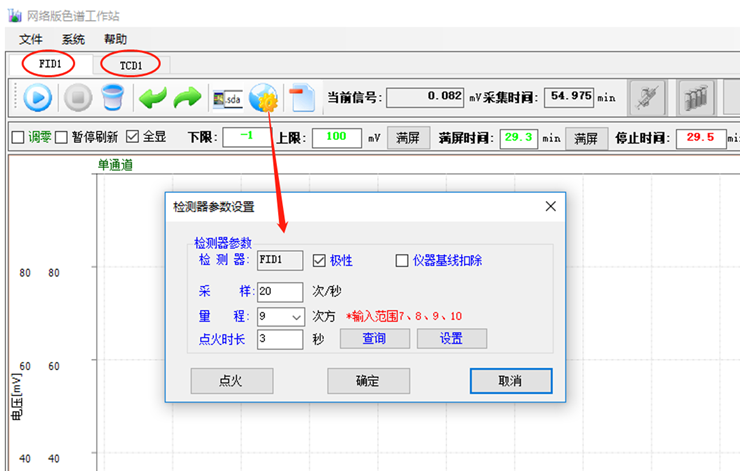 网络版色谱工作站
文件 系统 帮助
FID1 TCD1
.sda 当前信号: 0.082 mV 采集时间: 54.975 min
调零 暂停刷新 全显 下限: -1 上限: 100 mV 满屏 满屏时间: 29.3 min 满屏 停止时间: 29.5 min
单通道
检测器参数设置
检测器参数
检 测 器: FID1 极性 仪器基线扣除
采 样: 20 次/秒
量 程: 9 次方 *输入范围7、8、9、10
点火时长 3 秒 查询 设置
点火 确定 取消
80 80
60 60
电压[mV]
40 40